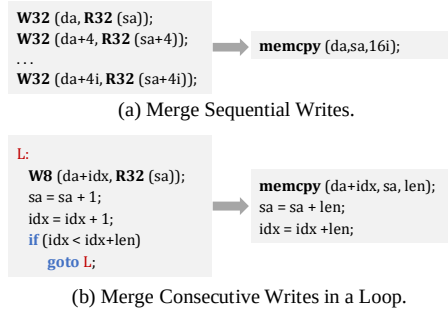 W32 (da, R32 (sa));
W32 (da+4, R32 (sa+4));
...
W32 (da+4i, R32 (sa+4i));
memcpy (da,sa,16i);
(a) Merge Sequential Writes.
L:
W8 (da+idx, R32 (sa));
sa = sa + 1;
idx = idx + 1;
if (idx < idx+len)
goto L;
memcpy (da+idx, sa, len);
sa = sa + len;
idx = idx +len;
(b) Merge Consecutive Writes in a Loop.